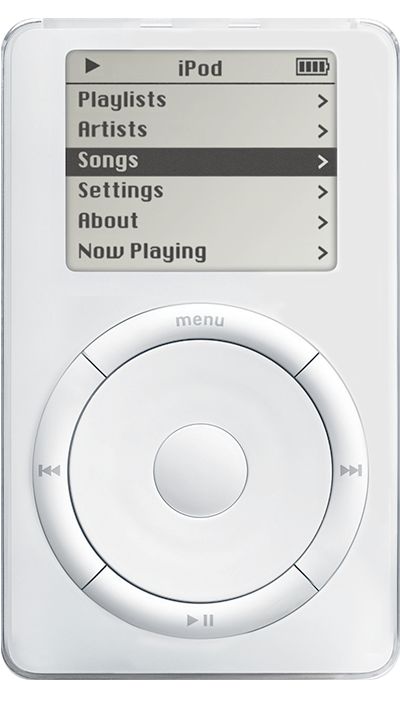 iPod
Playlists >
Artists >
Songs >
Settings >
About >
Now Playing >
menu